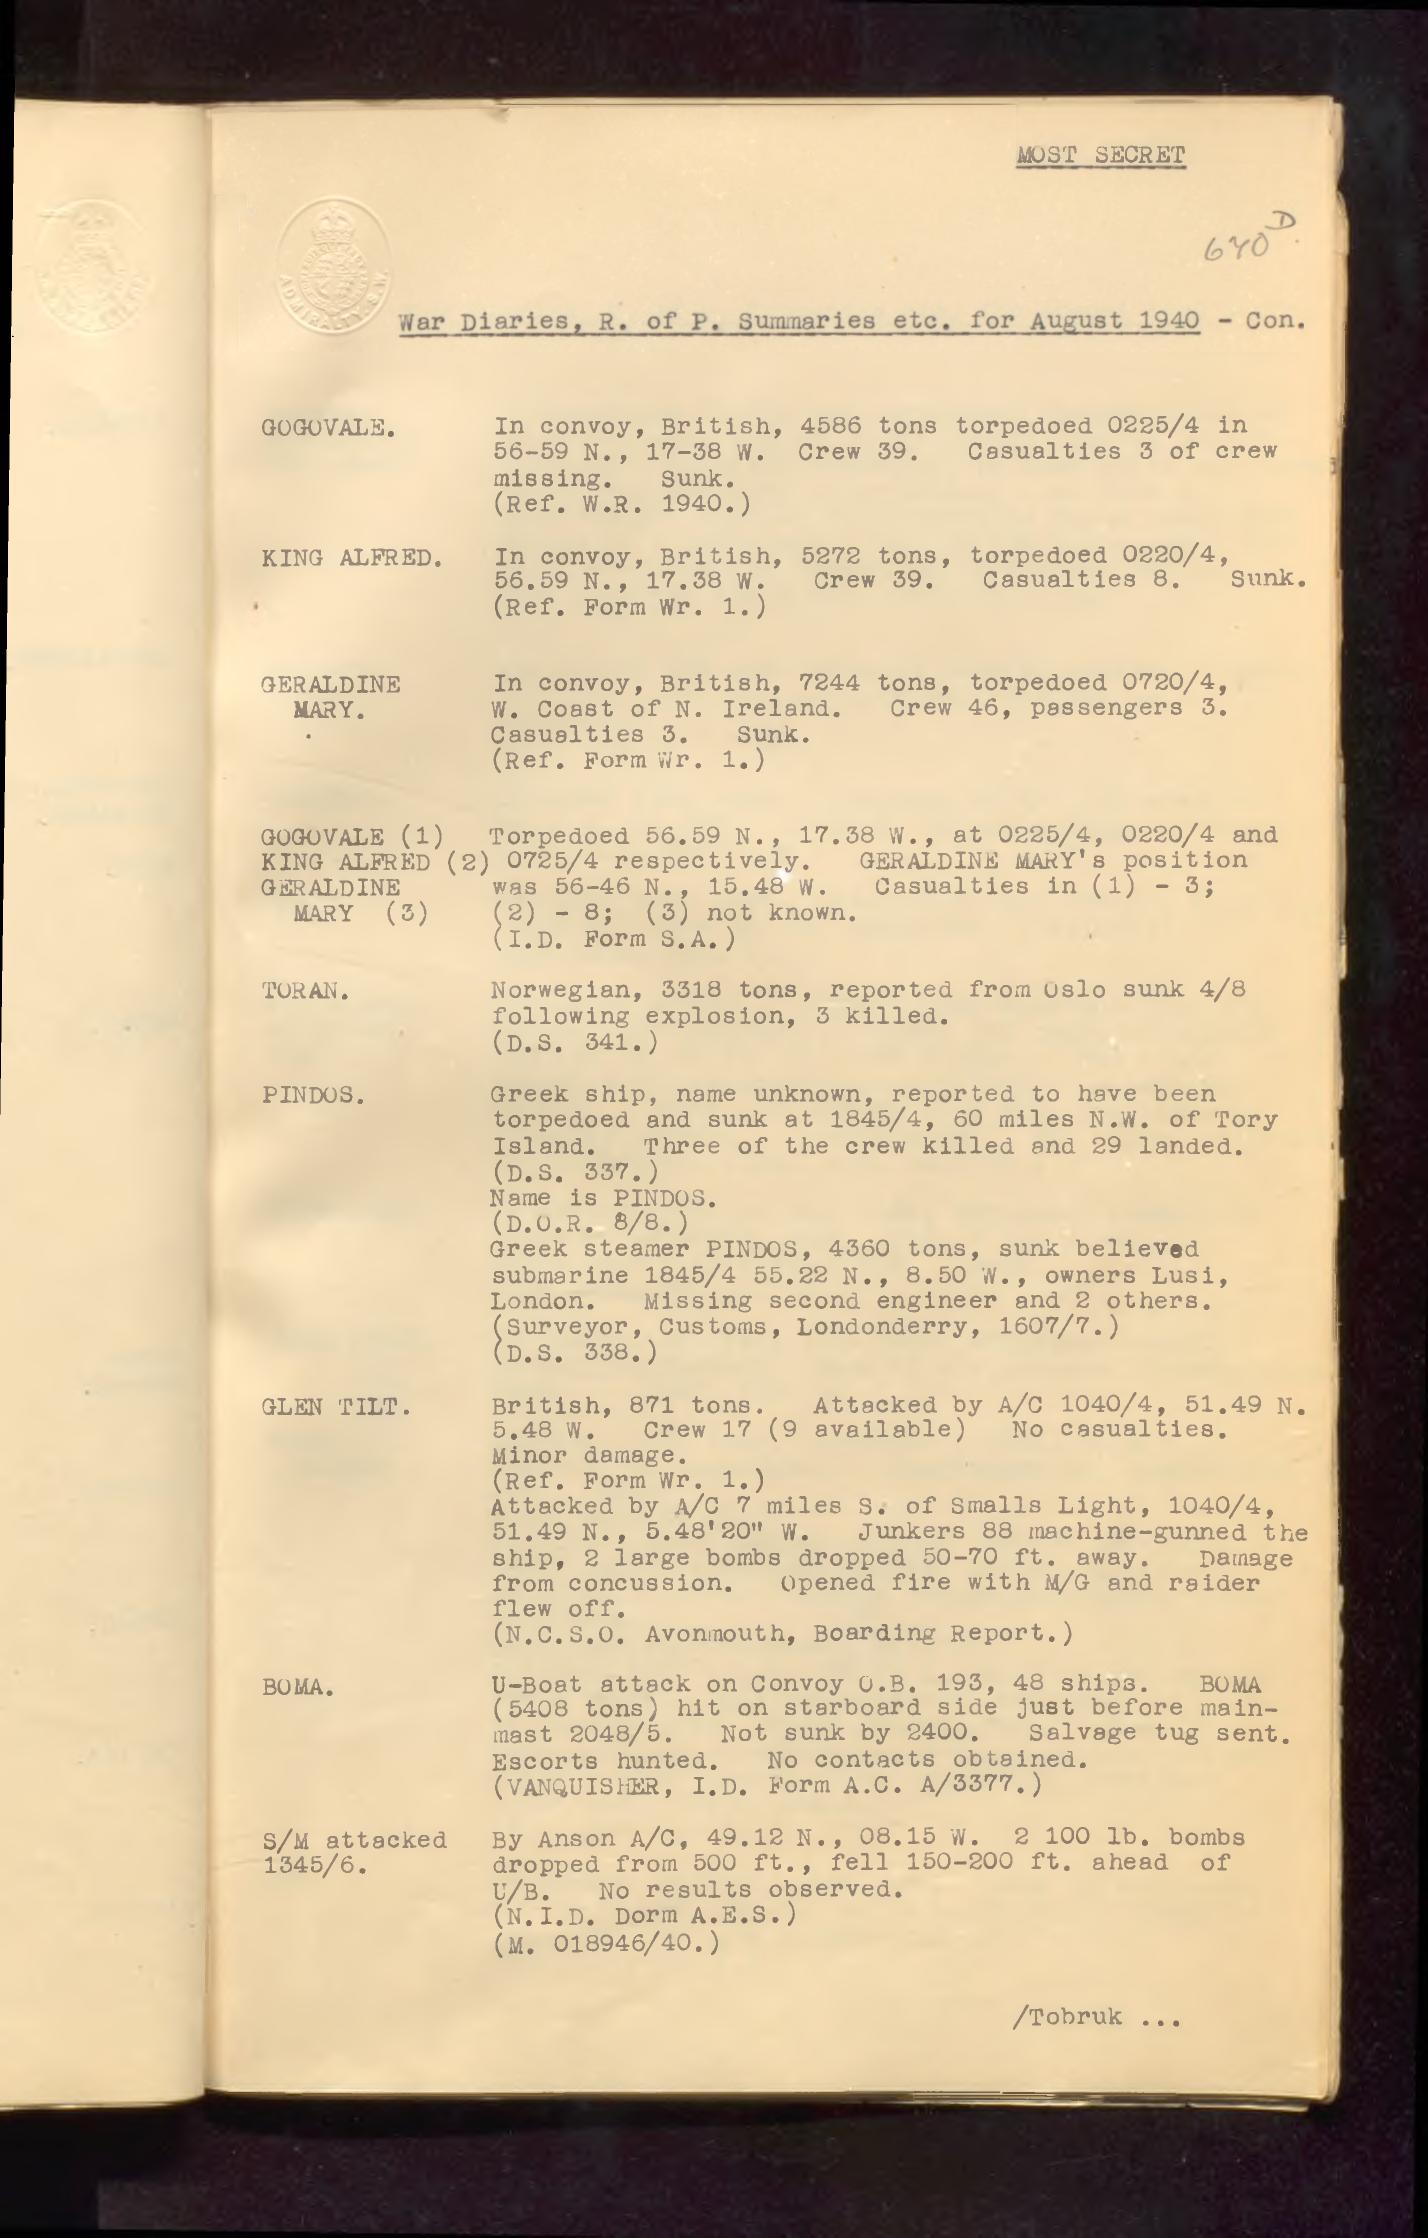 MOST SECRET
670 D.
ADMIRALTY. S.W.
War Diaries, R. of P. Summaries etc. for August 1940 - Con.
GOGOVALE. In convoy, British, 4586 tons torpedoed 0225/4 in
56-59 N., 17-38 W. Crew 39. Casualties 3 of crew
missing. Sunk.
(Ref. W.R. 1940.)
KING ALFRED. In convoy, British, 5272 tons, torpedoed 0220/4,
56.59 N., 17.38 W. Crew 39. Casualties 8. Sunk.
(Ref. Form Wr. 1.)
GERALDINE In convoy, British, 7244 tons, torpedoed 0720/4,
MARY. W. Coast of N. Ireland. Crew 46, passengers 3.
Casualties 3. Sunk.
(Ref. Form Wr. 1.)
GOGOVALE (1) Torpedoed 56.59 N., 17.38 W., at 0225/4, 0220/4 and
KING ALFRED (2) 0725/4 respectively. GERALDINE MARY's position
GERALDINE was 56-46 N., 15.48 W. Casualties in (1) - 3;
MARY (3) (2) - 8; (3) not known.
(I.D. Form S.A.)
TORAN. Norwegian, 3318 tons, reported from Oslo sunk 4/8
following explosion, 3 killed.
(D.S. 341.)
PINDOS. Greek ship, name unknown, reported to have been
torpedoed and sunk at 1845/4, 60 miles N.W. of Tory
Island. Three of the crew killed and 29 landed.
(D.S. 337.)
Name is PINDOS.
(D.O.R. 8/8.)
Greek steamer PINDOS, 4360 tons, sunk believed
submarine 1845/4 55.22 N., 8.50 W., owners Lusi,
London. Missing second engineer and 2 others.
(Surveyor, Customs, Londonderry, 1607/7.)
(D.S. 338.)
GLEN TILT. British, 871 tons. Attacked by A/C 1040/4, 51.49 N.
5.48 W. Crew 17 (9 available) No casualties.
Minor damage.
(Ref. Form Wr. 1.)
Attacked by A/C 7 miles S. of Smalls Light, 1040/4,
51.49 N., 5.48'20" W. Junkers 88 machine-gunned the
ship, 2 large bombs dropped 50-70 ft. away. Damage
from concussion. Opened fire with M/G and raider
flew off.
(N.C.S.O. Avonmouth, Boarding Report.)
BOMA. U-Boat attack on Convoy O.B. 193, 48 ships. BOMA
(5408 tons) hit on starboard side just before main-
mast 2048/5. Not sunk by 2400. Salvage tug sent.
Escorts hunted. No contacts obtained.
(VANQUISHER, I.D. Form A.C. A/3377.)
S/M attacked By Anson A/C, 49.12 N., 08.15 W. 2 100 lb. bombs
1345/6. dropped from 500 ft., fell 150-200 ft. ahead of
U/B. No results observed.
(N.I.D. Dorm A.E.S.)
(M. 018946/40.)
/Tobruk ...